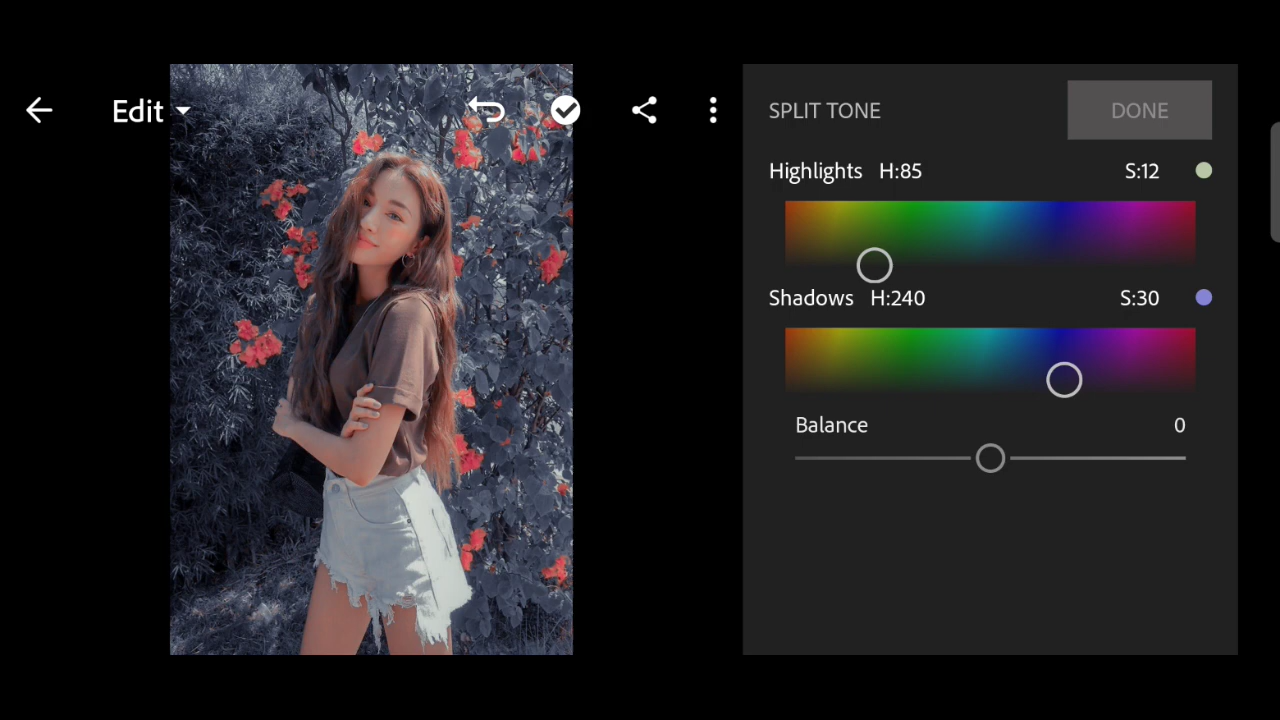 Edit
SPLIT TONE
DONE
Highlights H:85 S:12
Shadows H:240 S:30
Balance 0